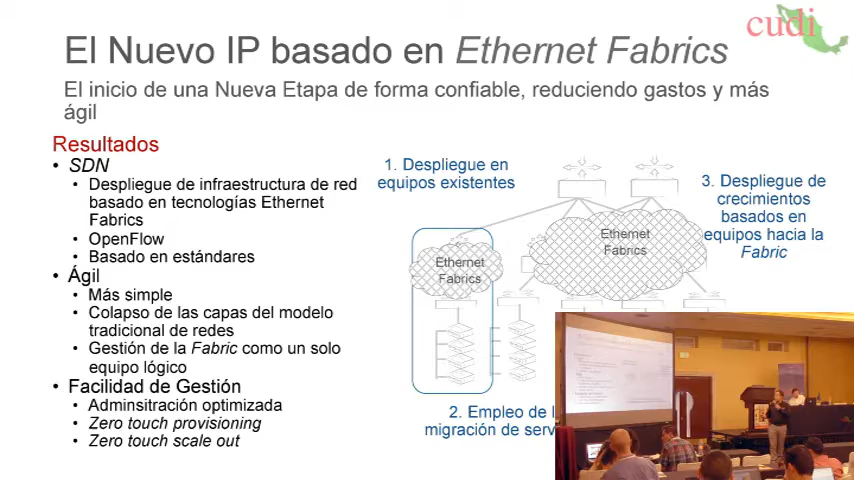 cudi
El Nuevo IP basado en Ethernet Fabrics
El inicio de una Nueva Etapa de forma confiable, reduciendo gastos y más
ágil
Resultados
• SDN
• Despliegue de infraestructura de red
basado en tecnologías Ethernet
Fabrics
• OpenFlow
• Basado en estándares
• Ágil
• Más simple
• Colapso de las capas del modelo
tradicional de redes
• Gestión de la Fabric como un solo
equipo lógico
• Facilidad de Gestión
• Adminsitración optimizada
• Zero touch provisioning
• Zero touch scale out
1. Despliegue en
equipos existentes
Ethernet
Fabrics
Ethernet
Fabrics
3. Despliegue de
crecimientos
basados en
equipos hacia la
Fabric
2. Empleo de
migración de